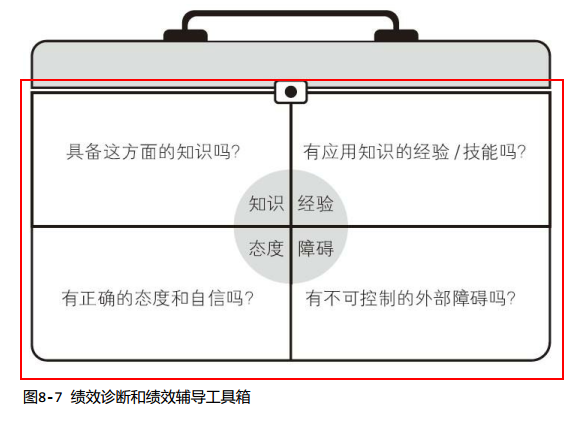 具备这方面的知识吗?
有应用知识的经验/技能吗?
知识
经验
态度
障碍
有正确的态度和自信吗?
有不可控制的外部障碍吗?
图8-7 绩效诊断和绩效辅导工具箱